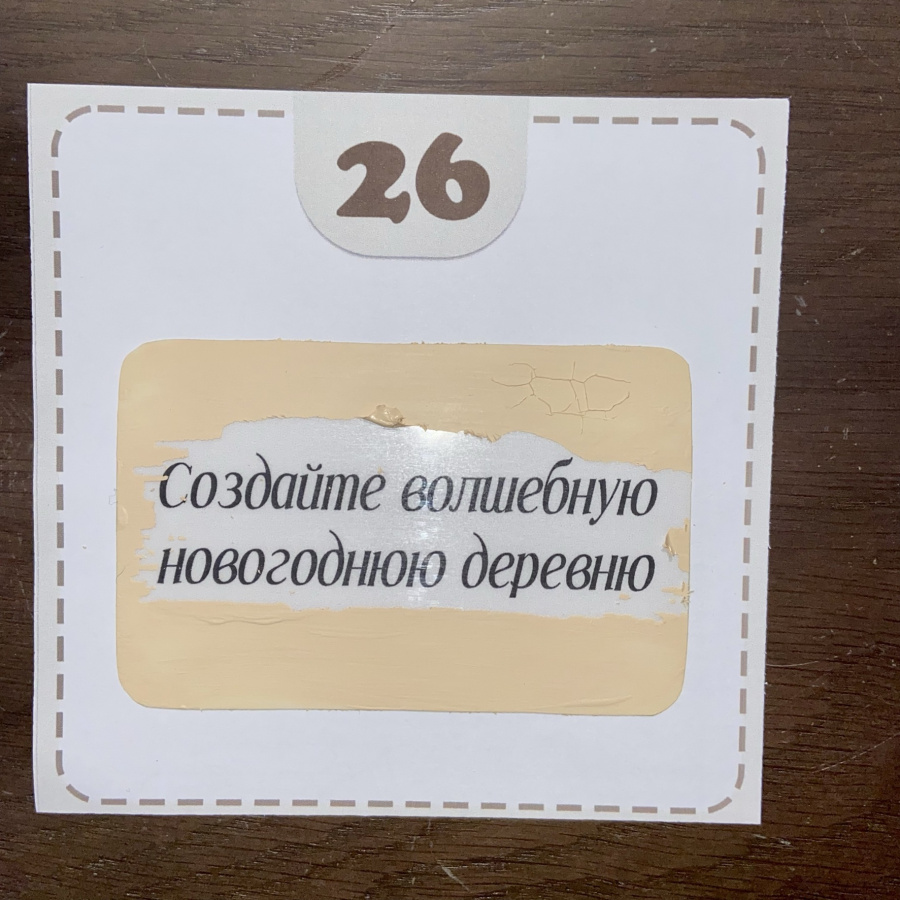 26
Создайте волшебную
новогоднюю деревню